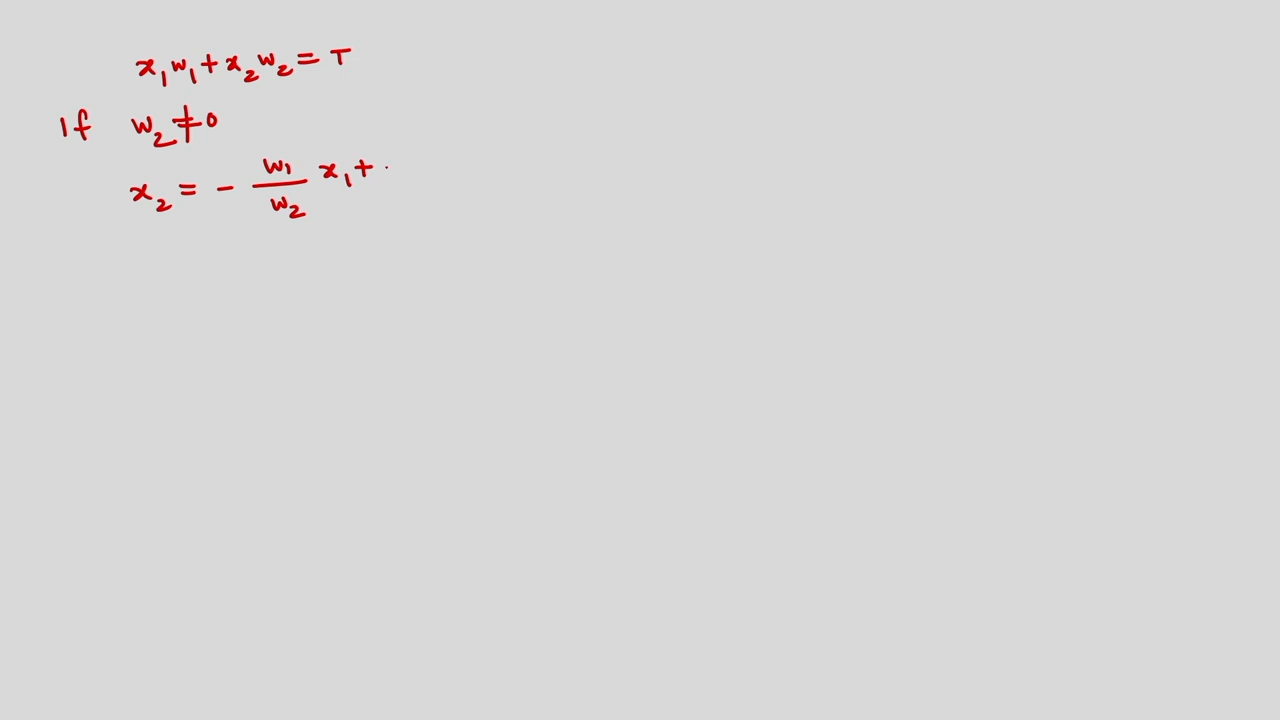 x₁w₁ + x₂w₂ = T
If w₂ ≠ 0
x₂ = - w₁/w₂ x₁ +